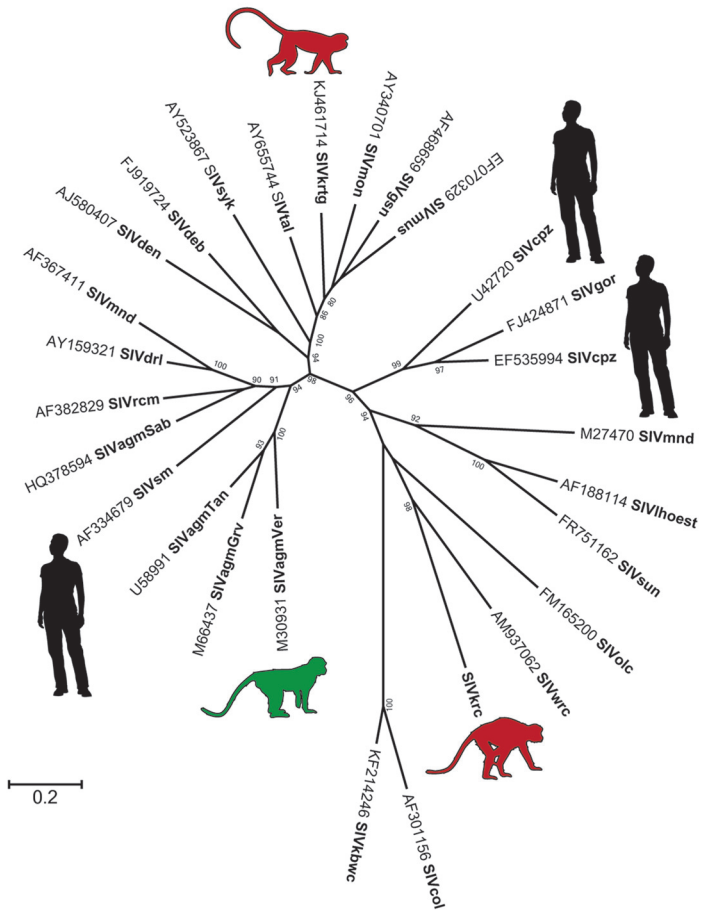 KJ461714 SIVkrtg
AY340701 SIVmon
AF468659 SIVgsn
EF070329 SIVmus
AY655744 SIVtal
AY523867 SIVsyk
FJ919724 SIVdeb
AJ580407 SIVden
AF367411 SIVmnd
AY159321 SIVdrl
AF382829 SIVrcm
HQ378594 SIVagmSab
AF334679 SIVsm
U58991 SIVagmTan
M66437 SIVagmGrv
M30931 SIVagmVer
U42720 SIVcpz
FJ424871 SIVgor
EF535994 SIVcpz
M27470 SIVmnd
AF188114 SIVlhoest
FR751162 SIVsun
FM165200 SIVolc
AM937062 SIVwrc
SIVkrc
KF214246 SIVkbwc
AF301156 SIVcol
80
86
100
94
98
100
90
91
94
93
100
96
99
97
94
92
100
98
100
0.2